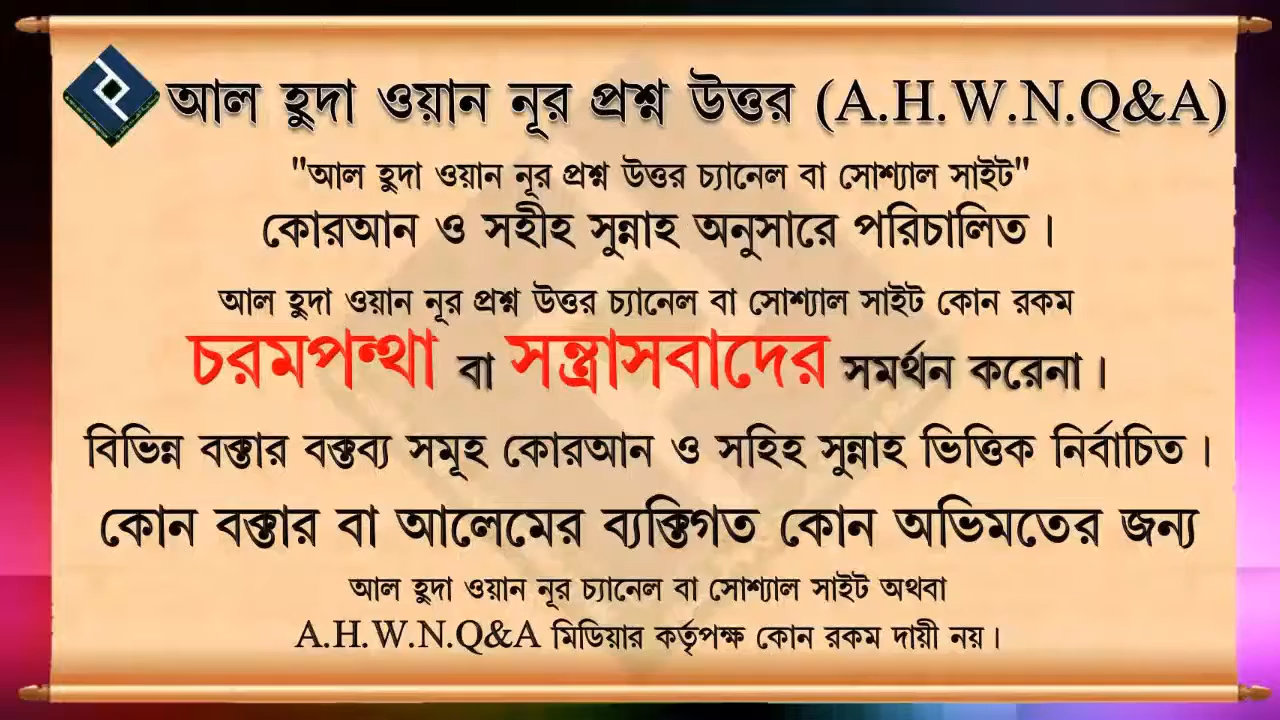 আল হুদা ওয়ান নূর প্রশ্ন উত্তর (A.H.W.N.Q&A)
"আল হুদা ওয়ান নূর প্রশ্ন উত্তর চ্যানেল বা সোশ্যাল সাইট"
কোরআন ও সহীহ সুন্নাহ অনুসারে পরিচালিত।
আল হুদা ওয়ান নূর প্রশ্ন উত্তর চ্যানেল বা সোশ্যাল সাইট কোন রকম
চরমপন্থা বা সন্ত্রাসবাদের সমর্থন করেনা।
বিভিন্ন বক্তার বক্তব্য সমূহ কোরআন ও সহিহ সুন্নাহ ভিত্তিক নির্বাচিত।
কোন বক্তার বা আলেমের ব্যক্তিগত কোন অভিমতের জন্য
আল হুদা ওয়ান নূর চ্যানেল বা সোশ্যাল সাইট অথবা
A.H.W.N.Q&A মিডিয়ার কর্তৃপক্ষ কোন রকম দায়ী নয়।